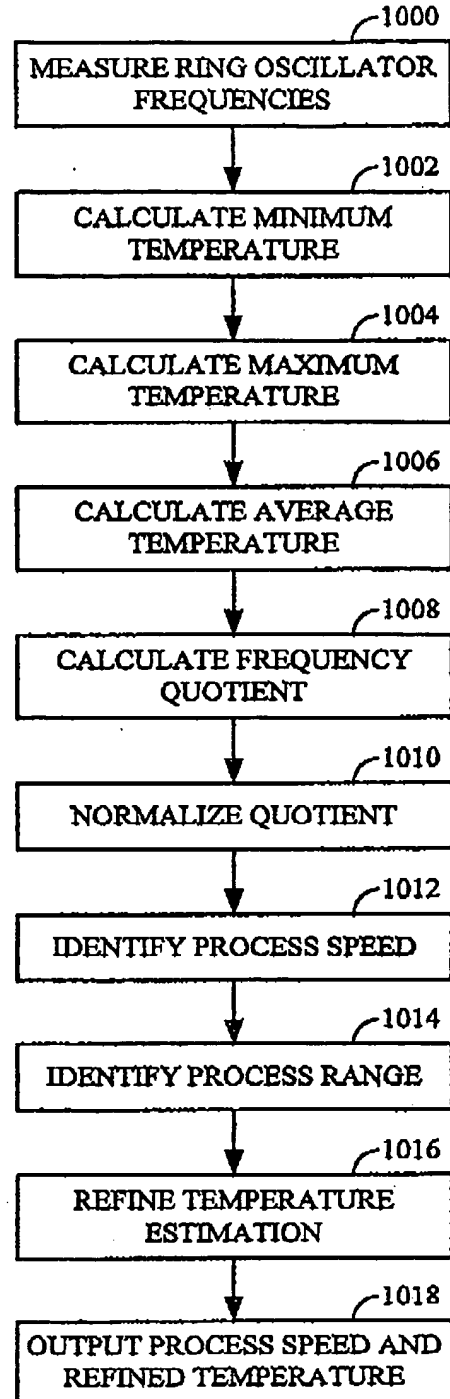 1000
MEASURE RING OSCILLATOR
FREQUENCIES
1002
CALCULATE MINIMUM
TEMPERATURE
1004
CALCULATE MAXIMUM
TEMPERATURE
1006
CALCULATE AVERAGE
TEMPERATURE
1008
CALCULATE FREQUENCY
QUOTIENT
1010
NORMALIZE QUOTIENT
1012
IDENTIFY PROCESS SPEED
1014
IDENTIFY PROCESS RANGE
1016
REFINE TEMPERATURE
ESTIMATION
1018
OUTPUT PROCESS SPEED AND
REFINED TEMPERATURE